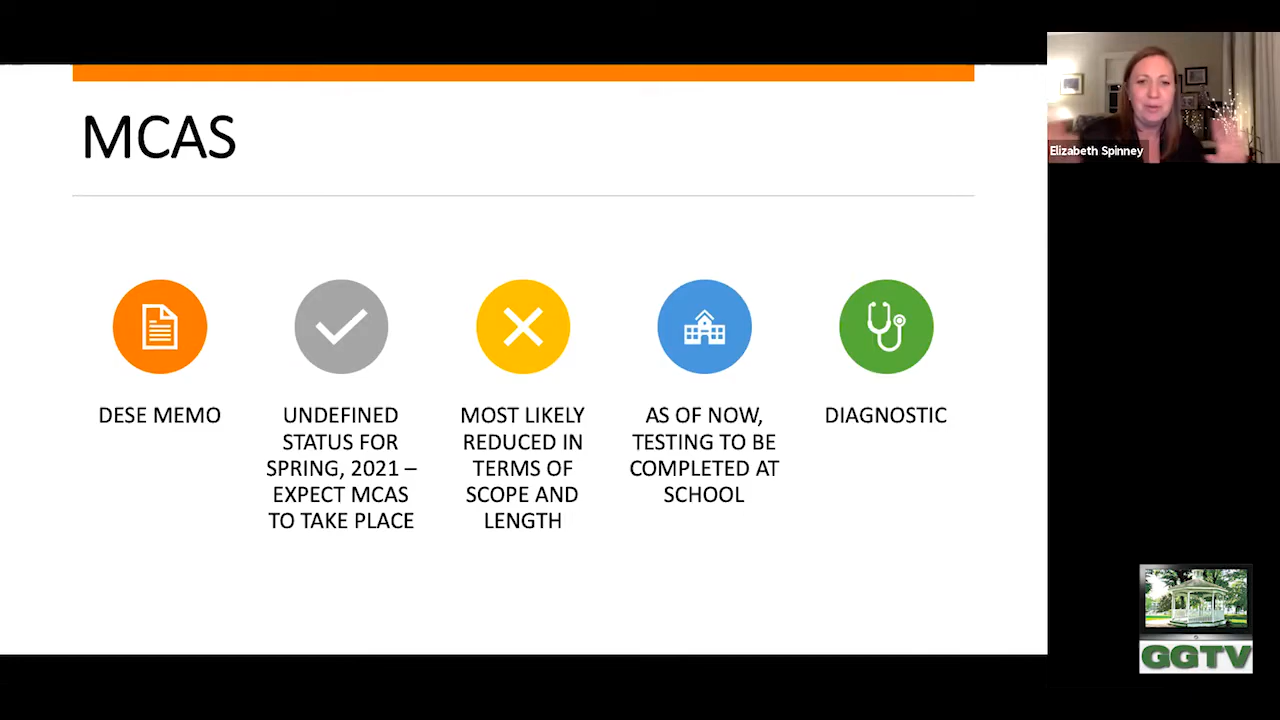 MCAS
Elizabeth Spinney
DESE MEMO
UNDEFINED
STATUS FOR
SPRING, 2021 –
EXPECT MCAS
TO TAKE PLACE
MOST LIKELY
REDUCED IN
TERMS OF
SCOPE AND
LENGTH
AS OF NOW,
TESTING TO BE
COMPLETED AT
SCHOOL
DIAGNOSTIC
GGTV